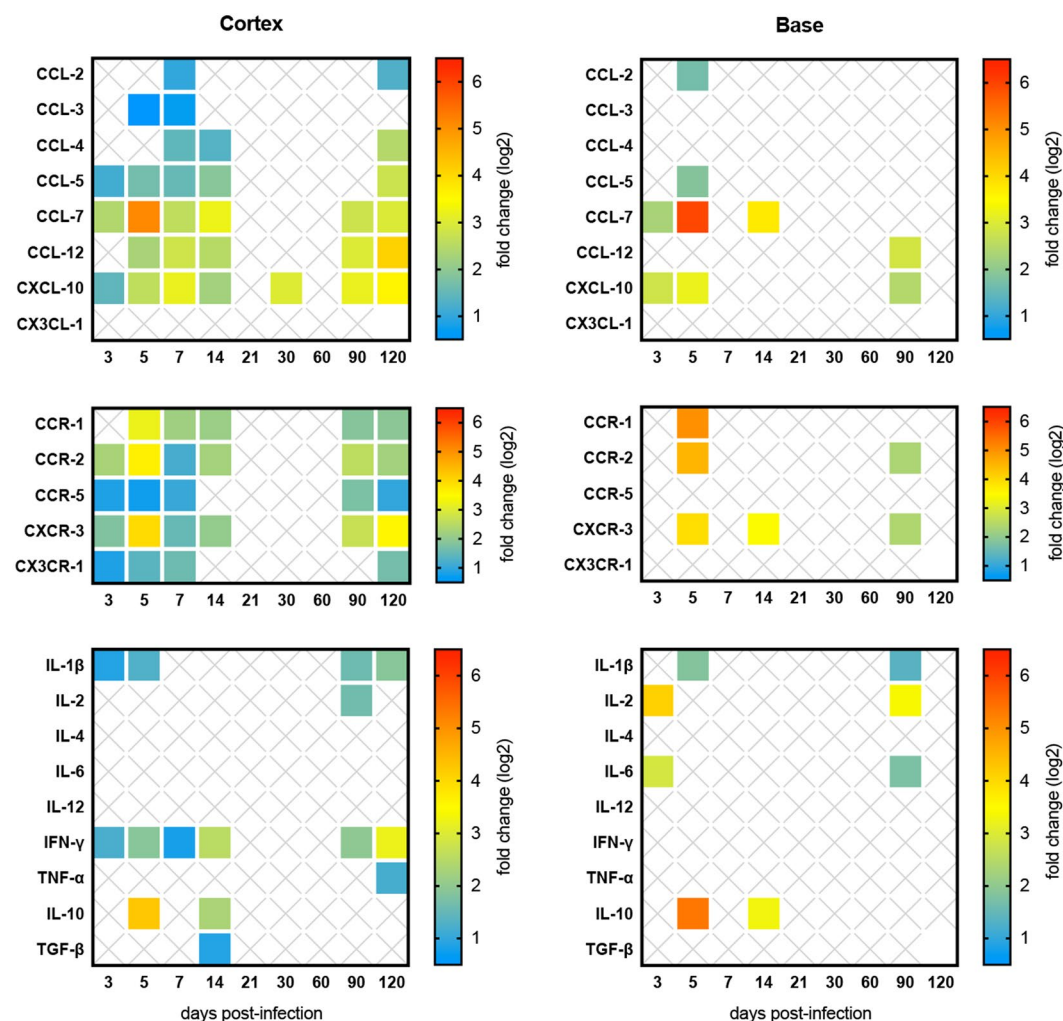 Cortex
Base
CCL-2
CCL-3
CCL-4
CCL-5
CCL-7
CCL-12
CXCL-10
CX3CL-1
3 5 7 14 21 30 60 90 120
6
5
4
3
2
1
fold change (log2)
CCL-2
CCL-3
CCL-4
CCL-5
CCL-7
CCL-12
CXCL-10
CX3CL-1
3 5 7 14 21 30 60 90 120
6
5
4
3
2
1
fold change (log2)
CCR-1
CCR-2
CCR-5
CXCR-3
CX3CR-1
3 5 7 14 21 30 60 90 120
6
5
4
3
2
1
fold change (log2)
CCR-1
CCR-2
CCR-5
CXCR-3
CX3CR-1
3 5 7 14 21 30 60 90 120
6
5
4
3
2
1
fold change (log2)
IL-1β
IL-2
IL-4
IL-6
IL-12
IFN-γ
TNF-α
IL-10
TGF-β
3 5 7 14 21 30 60 90 120
days post-infection
6
5
4
3
2
1
fold change (log2)
IL-1β
IL-2
IL-4
IL-6
IL-12
IFN-γ
TNF-α
IL-10
TGF-β
3 5 7 14 21 30 60 90 120
days post-infection
6
5
4
3
2
1
fold change (log2)